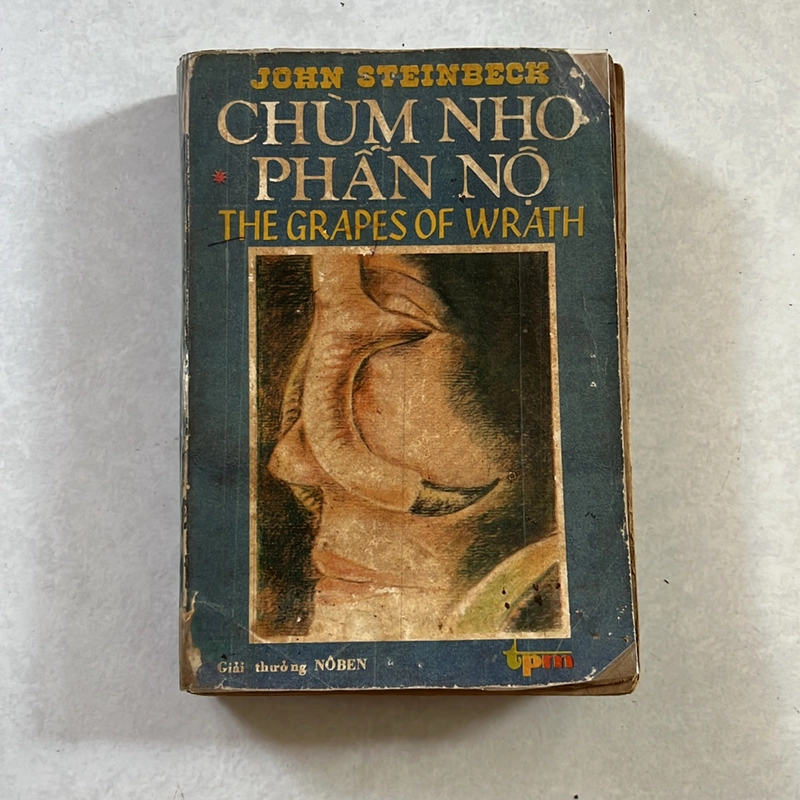 JOHN STEINBECK
CHÙM NHO
PHẪN NỘ
THE GRAPES OF WRATH
Giải thưởng NÔBEN
tpm